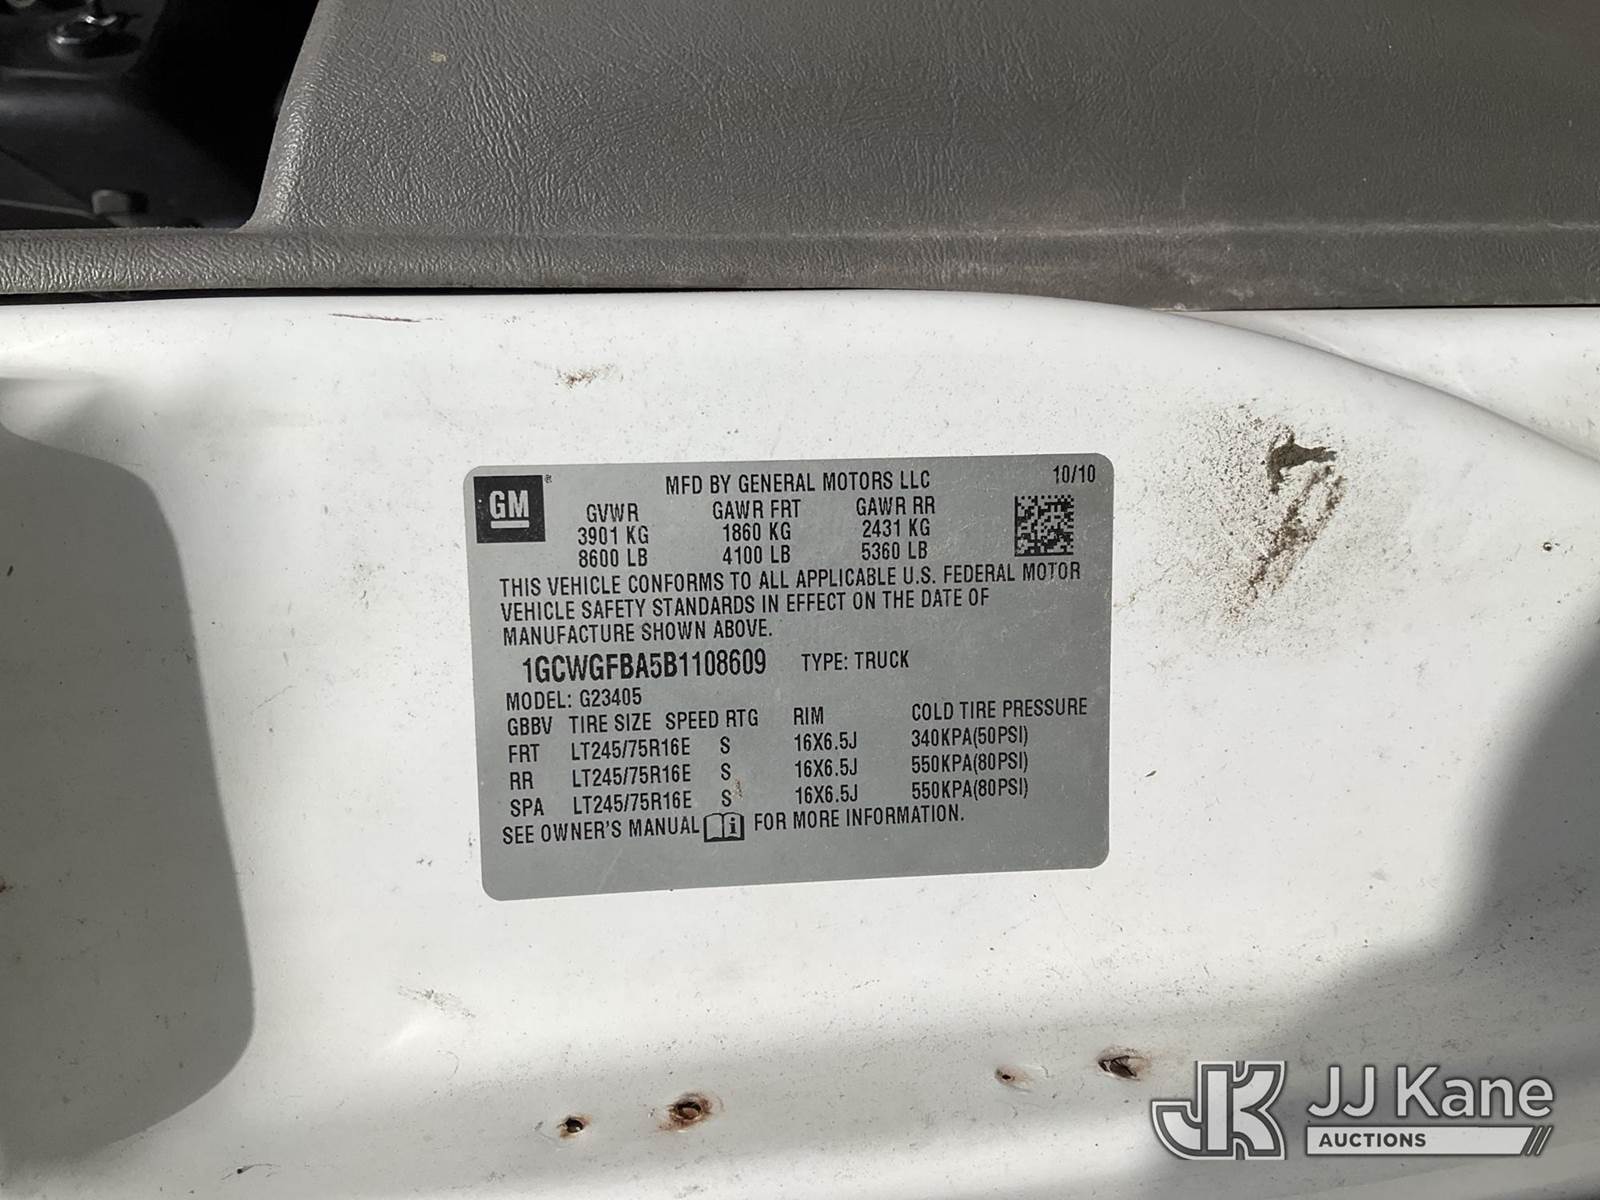 MFD BY GENERAL MOTORS LLC 10/10
GM
GVWR GAWR FRT GAWR RR
3901 KG 1860 KG 2431 KG
8600 LB 4100 LB 5360 LB
THIS VEHICLE CONFORMS TO ALL APPLICABLE U.S. FEDERAL MOTOR
VEHICLE SAFETY STANDARDS IN EFFECT ON THE DATE OF
MANUFACTURE SHOWN ABOVE.
1GCWGFBA5B1108609 TYPE: TRUCK
MODEL: G23405
GBBV TIRE SIZE SPEED RTG RIM COLD TIRE PRESSURE
FRT LT245/75R16E S 16X6.5J 340KPA(50PSI)
RR LT245/75R16E S 16X6.5J 550KPA(80PSI)
SPA LT245/75R16E S 16X6.5J 550KPA(80PSI)
SEE OWNER'S MANUAL i FOR MORE INFORMATION.
JK JJ Kane
AUCTIONS